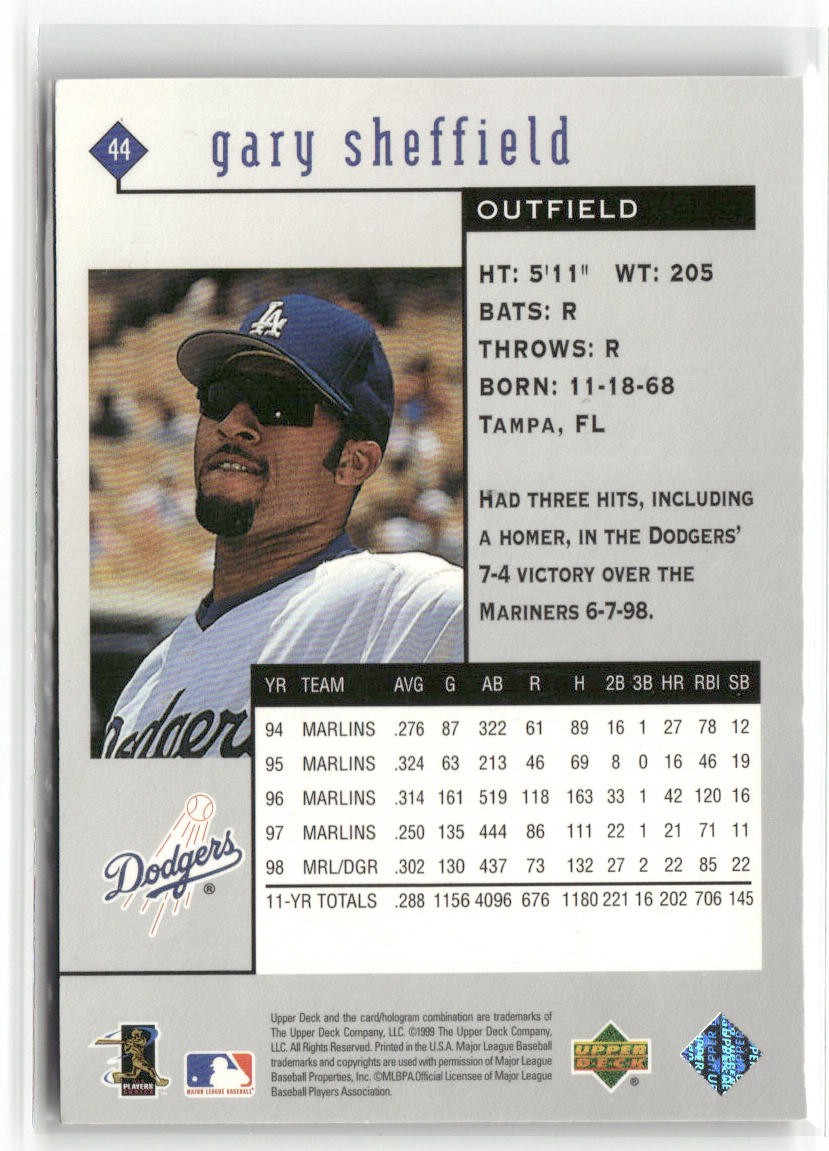 44
gary sheffield
OUTFIELD
HT: 5'11" WT: 205
BATS: R
THROWS: R
BORN: 11-18-68
TAMPA, FL
HAD THREE HITS, INCLUDING
A HOMER, IN THE DODGERS'
7-4 VICTORY OVER THE
MARINERS 6-7-98.
LA
Dodgers
YR TEAM AVG G AB R H 2B 3B HR RBI SB
94 MARLINS .276 87 322 61 89 16 1 27 78 12
95 MARLINS .324 63 213 46 69 8 0 16 46 19
96 MARLINS .314 161 519 118 163 33 1 42 120 16
97 MARLINS .250 135 444 86 111 22 1 21 71 11
98 MRL/DGR .302 130 437 73 132 27 2 22 85 22
11-YR TOTALS .288 1156 4096 676 1180 221 16 202 706 145
Dodgers ®
Upper Deck and the card/hologram combination are trademarks of
The Upper Deck Company, LLC. ©1999 The Upper Deck Company,
LLC. All Rights Reserved. Printed in the U.S.A. Major League Baseball
trademarks and copyrights are used with permission of Major League
Baseball Properties, Inc. ©MLBPA Official Licensee of Major League
Baseball Players Association.
PLAYERS
CHOICE
MAJOR LEAGUE BASEBALL
UPPER
DECK ®
UPPER